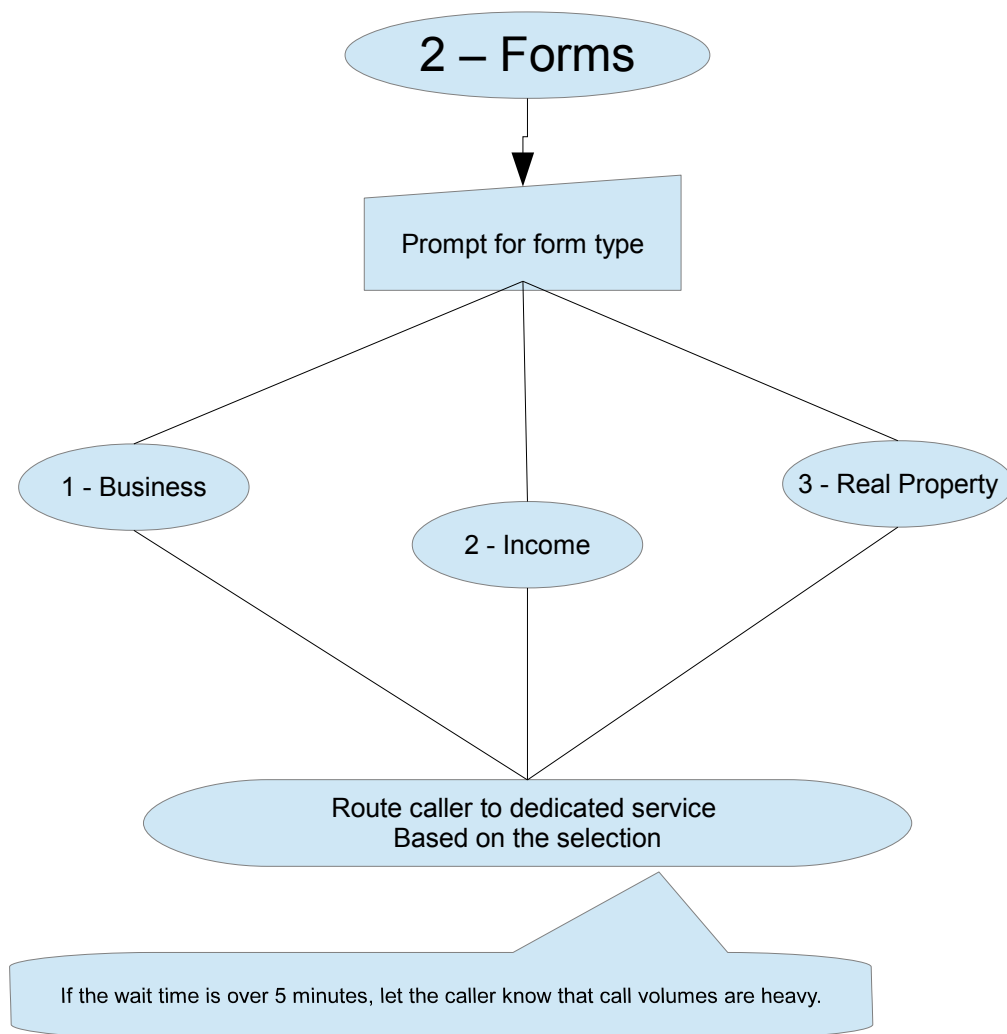 2 – Forms
Prompt for form type
1 - Business
2 - Income
3 - Real Property
Route caller to dedicated service
Based on the selection
If the wait time is over 5 minutes, let the caller know that call volumes are heavy.